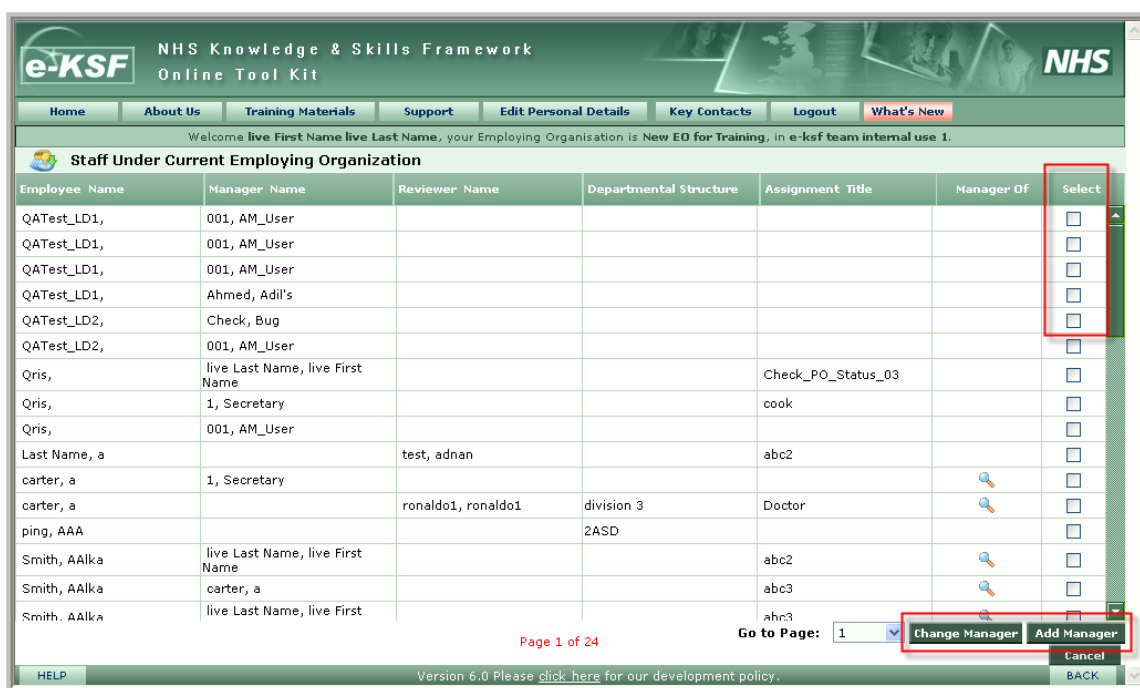 NHS Knowledge & Skills Framework
e-KSF
Online Tool Kit
NHS
Home About Us Training Materials Support Edit Personal Details Key Contacts Logout What's New
Welcome live First Name live Last Name, your Employing Organisation is New EO for Training, in e-ksf team internal use 1.
Staff Under Current Employing Organization
Employee Name Manager Name Reviewer Name Departmental Structure Assignment Title Manager Of Select
QATest_LD1, 001, AM_User
QATest_LD1, 001, AM_User
QATest_LD1, 001, AM_User
QATest_LD1, Ahmed, Adil's
QATest_LD2, Check, Bug
QATest_LD2, 001, AM_User
Qris, live Last Name, live First Name Check_PO_Status_03
Qris, 1, Secretary cook
Qris, 001, AM_User
Last Name, a test, adnan abc2
carter, a 1, Secretary
carter, a ronaldo1, ronaldo1 division 3 Doctor
ping, AAA 2ASD
Smith, AAlka live Last Name, live First Name abc2
Smith, AAlka carter, a abc3
Smith, AAlka live Last Name, live First abc3
Page 1 of 24 Go to Page: 1 Change Manager Add Manager
Cancel
HELP Version 6.0 Please click here for our development policy. BACK